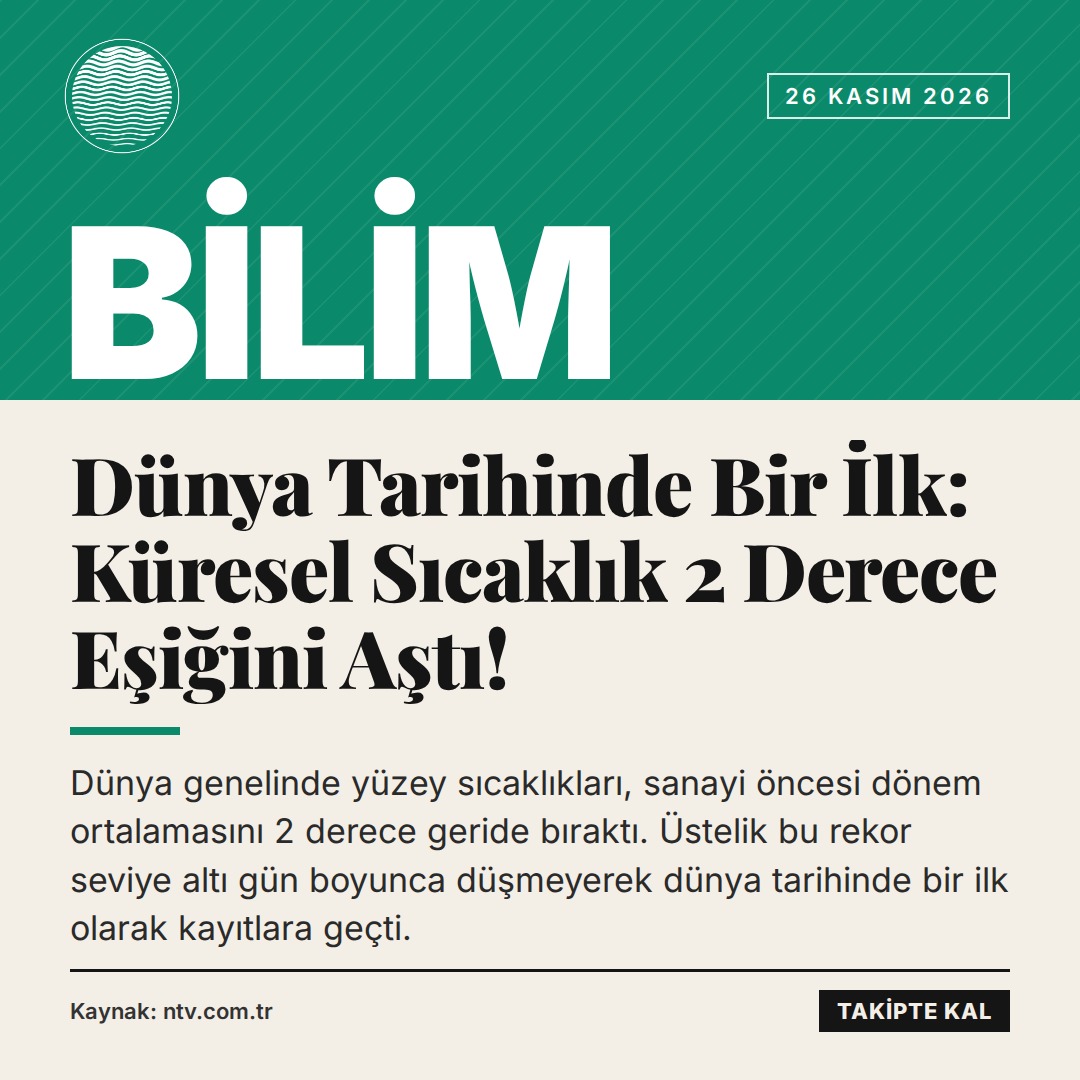 26 KASIM 2026
BİLİM
Dünya Tarihinde Bir İlk:
Küresel Sıcaklık 2 Derece
Eşiğini Aştı!
Dünya genelinde yüzey sıcaklıkları, sanayi öncesi dönem
ortalamasını 2 derece geride bıraktı. Üstelik bu rekor
seviye altı gün boyunca düşmeyerek dünya tarihinde bir ilk
olarak kayıtlara geçti.
Kaynak: ntv.com.tr
TAKİPTE KAL